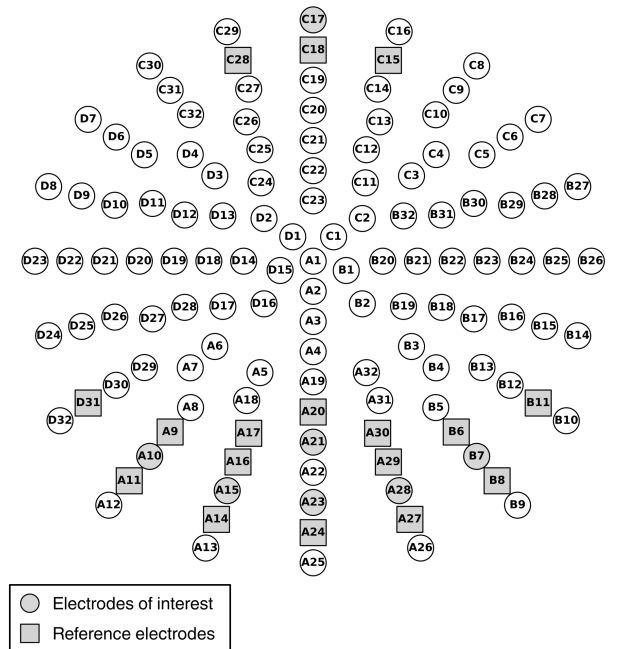 C17
C29 C16
C18
C28 C15
C30 C8
C19
C31 C27 C14 C9
C20
C32 C10
D7 C26 C13 C7
D6 C21 C6
C25 C12
D5 D4 C4 C5
C22
D3 C3
D8 C24 C11 B27
D9 B28
C23
D10 D11 B30 B29
D12 D13 D2 C2 B32 B31
D1 C1
D23 D22 D21 D20 D19 D18 D14 A1 B20 B21 B22 B23 B24 B25 B26
D15 B1
A2
D28 D17 D16 B2 B19 B18
D26 D27 A3 B17 B16
D25 B15
D24 B14
A6 B3
A4
D29 A7 B4 B13
A5 A32
D30 A19 B12
D31 A18 A31 B11
A8 B5
A20
D32 B10
A9 A17 A30 B6
A21
A10 B7
A16 A29
A22
A11 B8
A15 A28
A12 A23 B9
A14 A27
A24
A13 A26
A25
Electrodes of interest
Reference electrodes